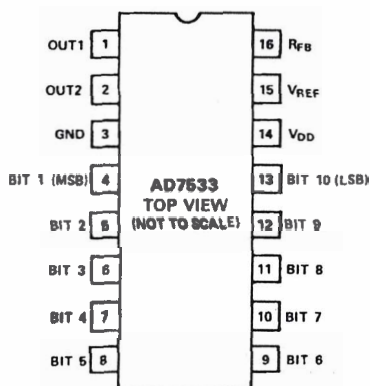 OUT1 1 16 RFB
OUT2 2 15 VREF
GND 3 14 VDD
BIT 1 (MSB) 4 13 BIT 10 (LSB)
AD7533
TOP VIEW
(NOT TO SCALE)
BIT 2 5 12 BIT 9
BIT 3 6 11 BIT 8
BIT 4 7 10 BIT 7
BIT 5 8 9 BIT 6